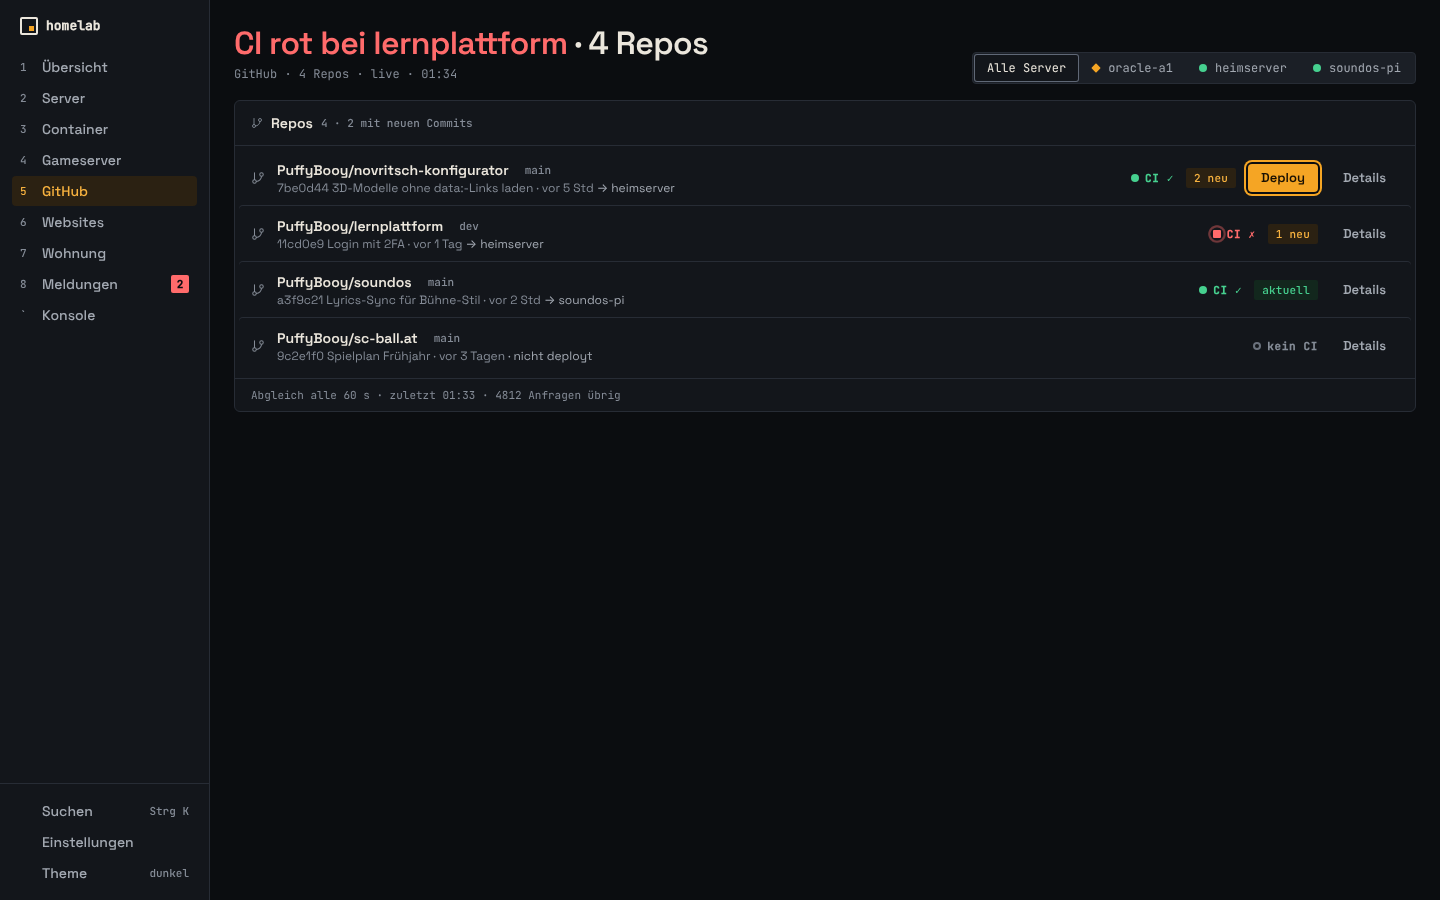 homelab
1 Übersicht
2 Server
3 Container
4 Gameserver
5 GitHub
6 Websites
7 Wohnung
8 Meldungen 2
` Konsole
Suchen Strg K
Einstellungen
Theme dunkel
CI rot bei lernplattform · 4 Repos
GitHub · 4 Repos · live · 01:34
Alle Server oracle-a1 heimserver soundos-pi
Repos 4 · 2 mit neuen Commits
PuffyBooy/novritsch-konfigurator main
7be0d44 3D-Modelle ohne data:-Links laden · vor 5 Std → heimserver
CI ✓ 2 neu Deploy Details
PuffyBooy/lernplattform dev
11cd0e9 Login mit 2FA · vor 1 Tag → heimserver
CI ✗ 1 neu Details
PuffyBooy/soundos main
a3f9c21 Lyrics-Sync für Bühne-Stil · vor 2 Std → soundos-pi
CI ✓ aktuell Details
PuffyBooy/sc-ball.at main
9c2e1f0 Spielplan Frühjahr · vor 3 Tagen · nicht deployt
kein CI Details
Abgleich alle 60 s · zuletzt 01:33 · 4812 Anfragen übrig